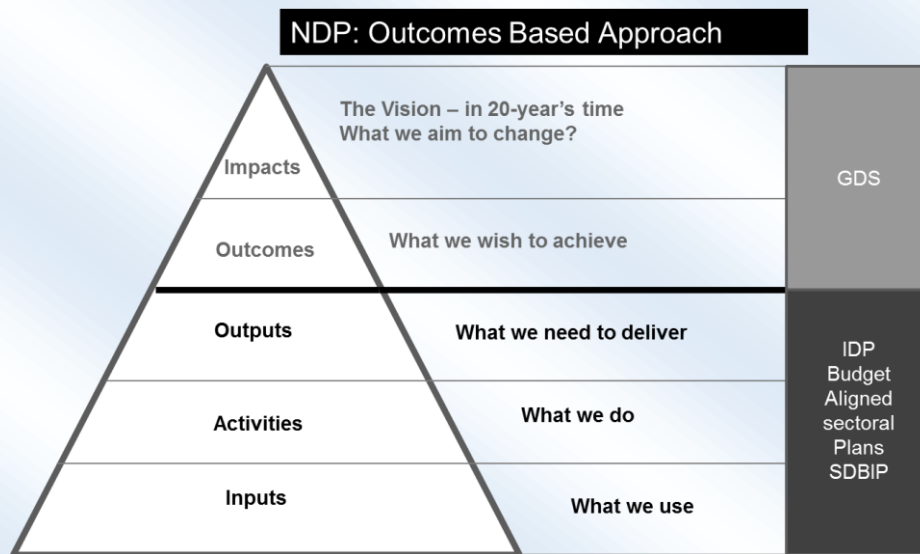 NDP: Outcomes Based Approach
The Vision – in 20-year's time
What we aim to change?
Impacts
GDS
Outcomes
What we wish to achieve
Outputs
What we need to deliver
IDP
Budget
Aligned
sectoral
Plans
SDBIP
Activities
What we do
Inputs
What we use